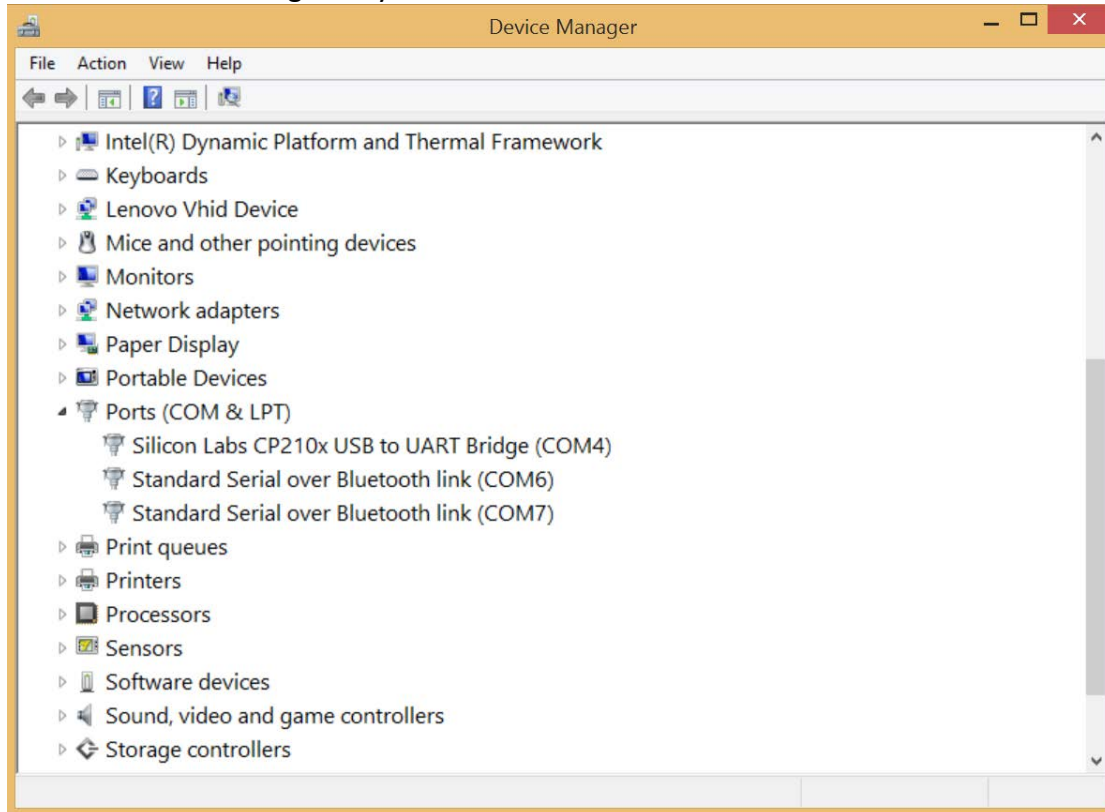 Device Manager
File Action View Help
Intel(R) Dynamic Platform and Thermal Framework
Keyboards
Lenovo Vhid Device
Mice and other pointing devices
Monitors
Network adapters
Paper Display
Portable Devices
Ports (COM & LPT)
Silicon Labs CP210x USB to UART Bridge (COM4)
Standard Serial over Bluetooth link (COM6)
Standard Serial over Bluetooth link (COM7)
Print queues
Printers
Processors
Sensors
Software devices
Sound, video and game controllers
Storage controllers